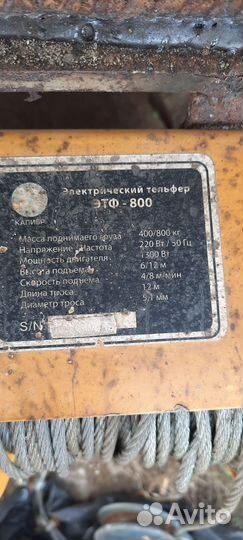 Электрический тельфер
ЭТФ - 800
КАЛИБР
Масса поднимаего груза 400/800 кг
Напряжение / Частота 220 Вт / 50 Гц
Мощность двигателя 1300 Вт
Высота подъема 6/12 м
Скорость подъема 4/8 м/мин
Длина троса 12 м
Диаметр троса 5,1 мм
S/N
Avito